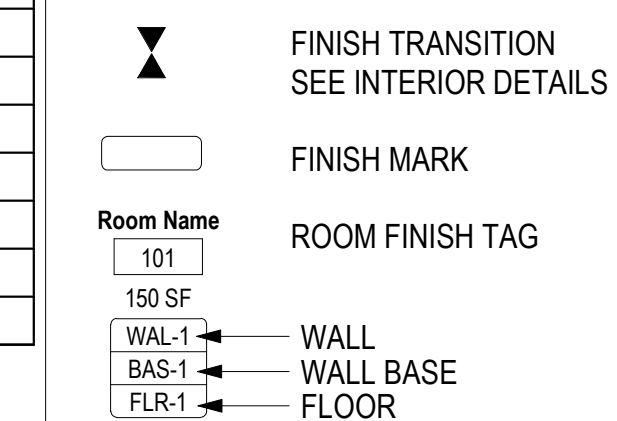 FINISH TRANSITION
SEE INTERIOR DETAILS
FINISH MARK
Room Name
ROOM FINISH TAG
101
150 SF
WAL-1 WALL
BAS-1 WALL BASE
FLR-1 FLOOR